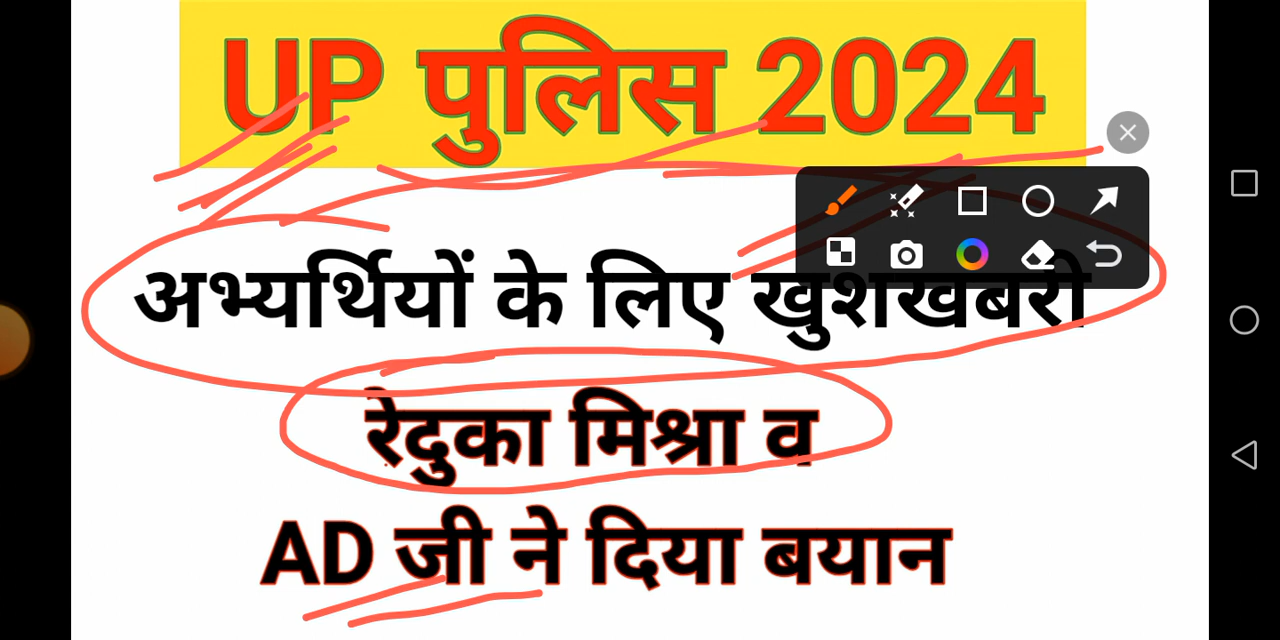 UP पुलिस 2024
अभ्यर्थियों के लिए खुशखबरी
रेदुका मिश्रा व
AD जी ने दिया बयान